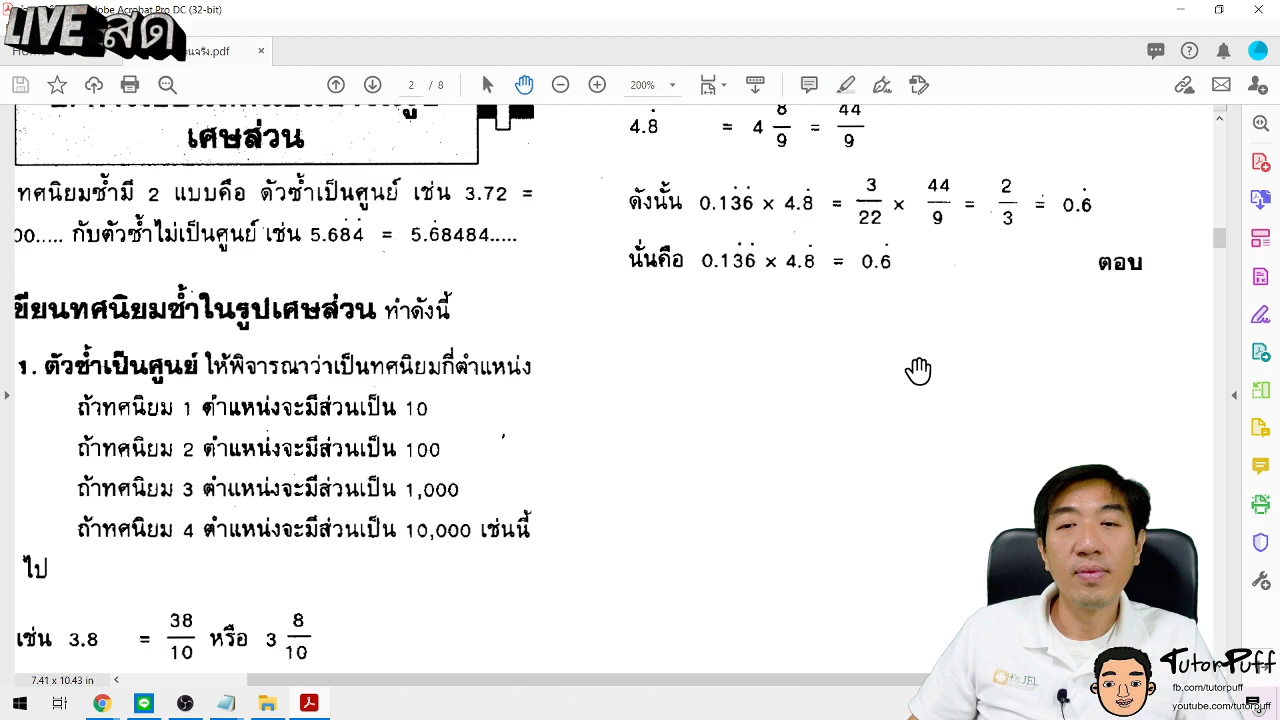 LIVE สด
Adobe Acrobat Pro DC (32-bit)
นจริง.pdf
2 / 8
200%
เศษส่วน
ทศนิยมซ้ำมี 2 แบบคือ ตัวซ้ำเป็นศูนย์ เช่น 3.72 =
00..... กับตัวซ้ำไม่เป็นศูนย์ เช่น 5.68̇4̇ = 5.68484.....
ขียนทศนิยมซ้ำในรูปเศษส่วน ทำดังนี้
1. ตัวซ้ำเป็นศูนย์ ให้พิจารณาว่าเป็นทศนิยมกี่ตำแหน่ง
ถ้าทศนิยม 1 ตำแหน่งจะมีส่วนเป็น 10
ถ้าทศนิยม 2 ตำแหน่งจะมีส่วนเป็น 100
ถ้าทศนิยม 3 ตำแหน่งจะมีส่วนเป็น 1,000
ถ้าทศนิยม 4 ตำแหน่งจะมีส่วนเป็น 10,000 เช่นนี้
ไป
เช่น 3.8 = 38/10 หรือ 3 8/10
4.8̇ = 4 8/9 = 44/9
ดังนั้น 0.13̇6̇ × 4.8̇ = 3/22 × 44/9 = 2/3 = 0.6̇
นั่นคือ 0.13̇6̇ × 4.8̇ = 0.6̇ ตอบ
7.41 x 10.43 in
Dr.JEL
TUTORPUFF
fb.com/tutorpuff
youtube.com/tutorpuff